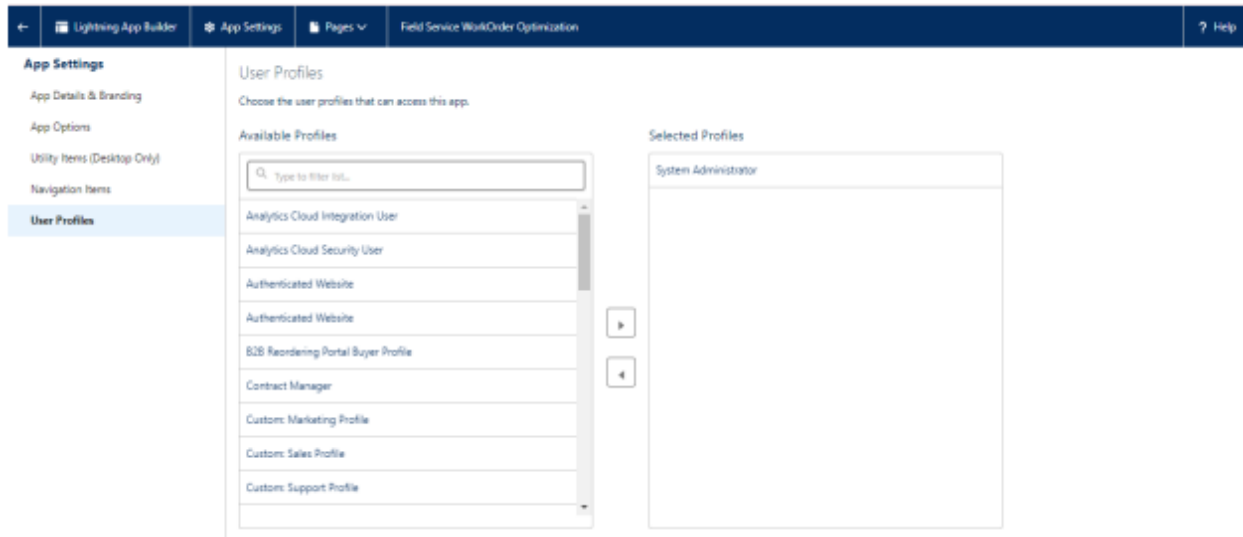 Lightning App Builder
App Settings
Pages
Field Service WorkOrder Optimization
? Help
App Settings
App Details & Branding
App Options
Utility Items (Desktop Only)
Navigation Items
User Profiles
User Profiles
Choose the user profiles that can access this app.
Available Profiles
Type to filter list...
Analytics Cloud Integration User
Analytics Cloud Security User
Authenticated Website
Authenticated Website
B2B Reordering Portal Buyer Profile
Contract Manager
Custom: Marketing Profile
Custom: Sales Profile
Custom: Support Profile
Selected Profiles
System Administrator